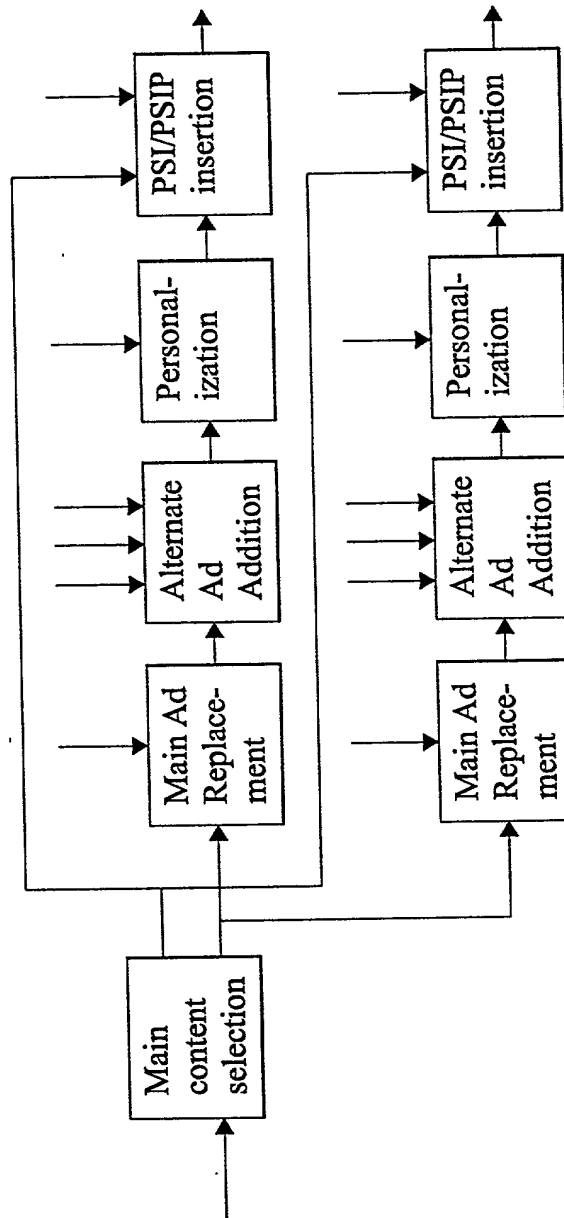 Main
content
selection
Main Ad
Replace-
ment
Alternate
Ad
Addition
Personal-
ization
PSI/PSIP
insertion
Main Ad
Replace-
ment
Alternate
Ad
Addition
Personal-
ization
PSI/PSIP
insertion